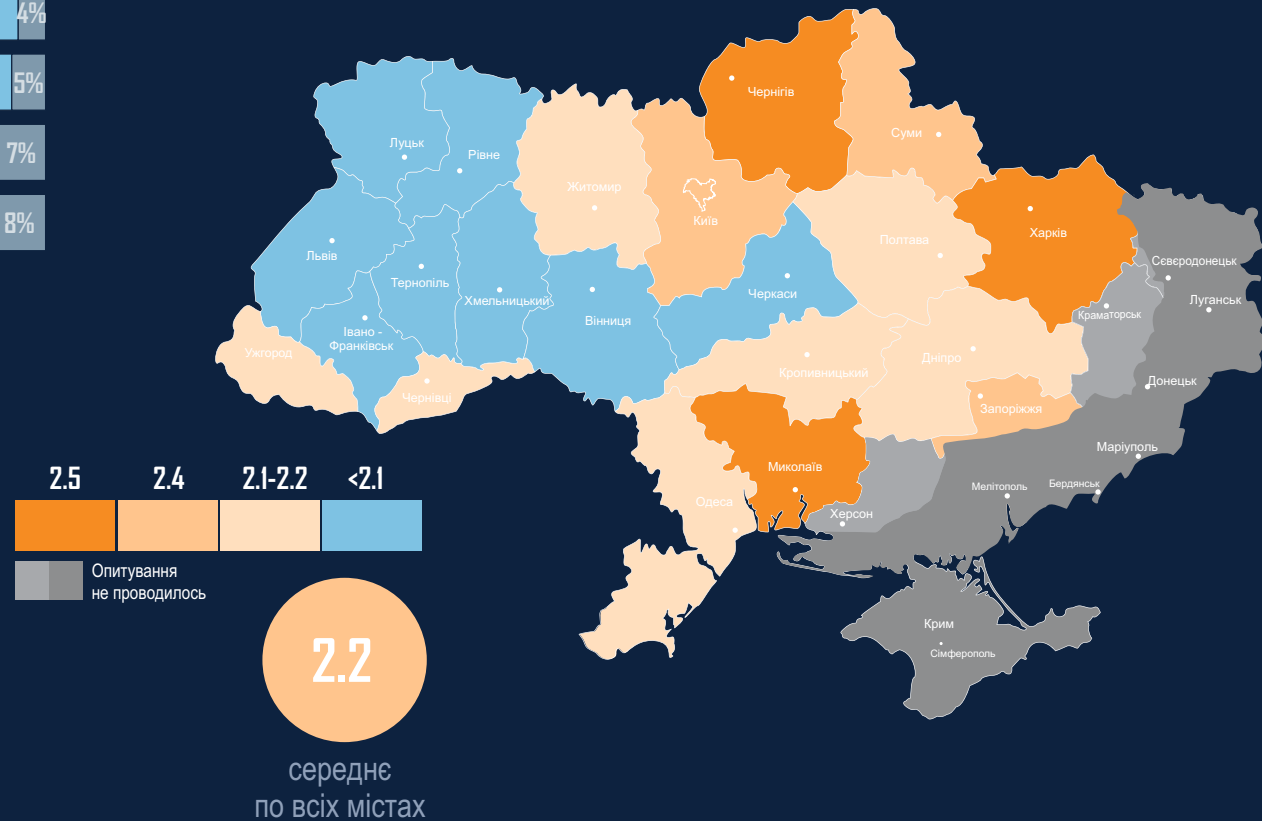 4%
5%
7%
8%
Чернігів
Суми
Луцьк
Рівне
Житомир
Київ
Харків
Полтава
Львів
Тернопіль
Хмельницький
Черкаси
Вінниця
Сєвєродонецьк
Луганськ
Краматорськ
Івано -
Франківськ
Ужгород
Чернівці
Кропивницький
Дніпро
Донецьк
Запоріжжя
Маріуполь
Миколаїв
Мелітополь
Бердянськ
Одеса
Херсон
Крим
Сімферополь
2.5 2.4 2.1-2.2 <2.1
Опитування
не проводилось
2.2
середнє
по всіх містах